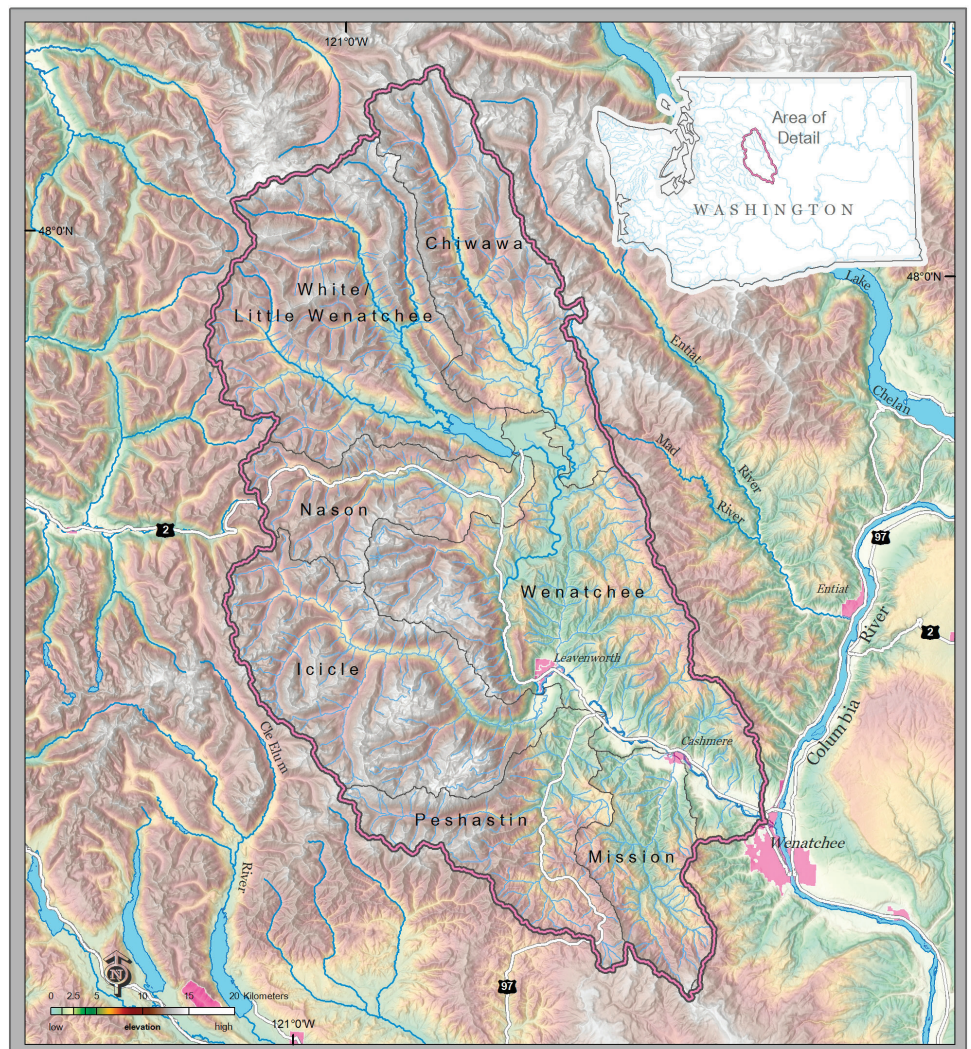 121°0'W
Area of
Detail
WASHINGTON
48°0'N
Chiwawa
48°0'N
Lake
White/
Little Wenatchee
Entiat
Chelan
Mad
River
River
Nason
2
97
Wenatchee
Entiat
River
2
Leavenworth
Icicle
Columbia
Cle Elum
Cashmere
Peshastin
Wenatchee
Mission
River
97
N
0 2.5 5 10 15 20 Kilometers
low elevation high
121°0'W